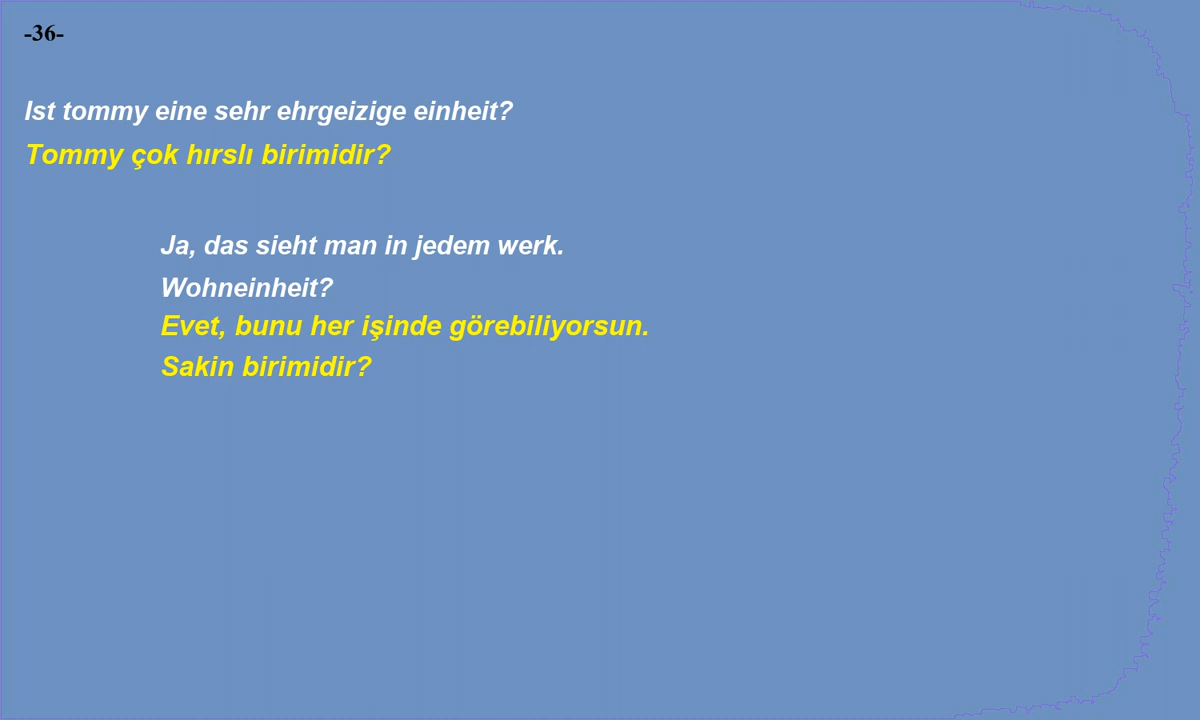 -36-
Ist tommy eine sehr ehrgeizige einheit?
Tommy çok hırslı birimidir?
Ja, das sieht man in jedem werk.
Wohneinheit?
Evet, bunu her işinde görebiliyorsun.
Sakin birimidir?